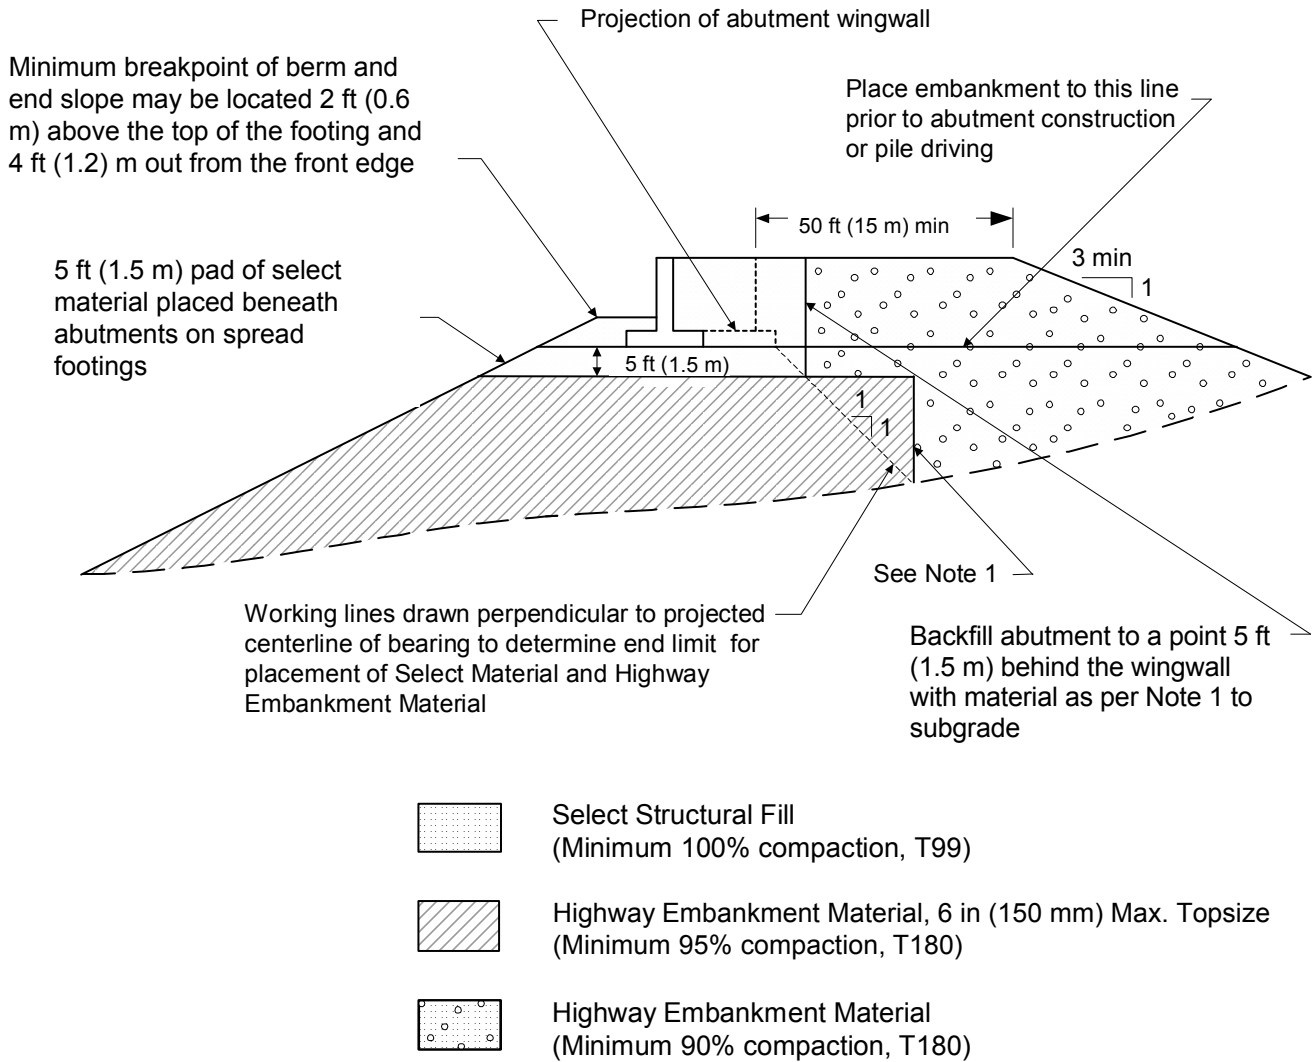 Projection of abutment wingwall
Minimum breakpoint of berm and
end slope may be located 2 ft (0.6
m) above the top of the footing and
4 ft (1.2) m out from the front edge
Place embankment to this line
prior to abutment construction
or pile driving
50 ft (15 m) min
3 min
1
5 ft (1.5 m) pad of select
material placed beneath
abutments on spread
footings
5 ft (1.5 m)
1
1
See Note 1
Working lines drawn perpendicular to projected
centerline of bearing to determine end limit for
placement of Select Material and Highway
Embankment Material
Backfill abutment to a point 5 ft
(1.5 m) behind the wingwall
with material as per Note 1 to
subgrade
Select Structural Fill
(Minimum 100% compaction, T99)
Highway Embankment Material, 6 in (150 mm) Max. Topsize
(Minimum 95% compaction, T180)
Highway Embankment Material
(Minimum 90% compaction, T180)